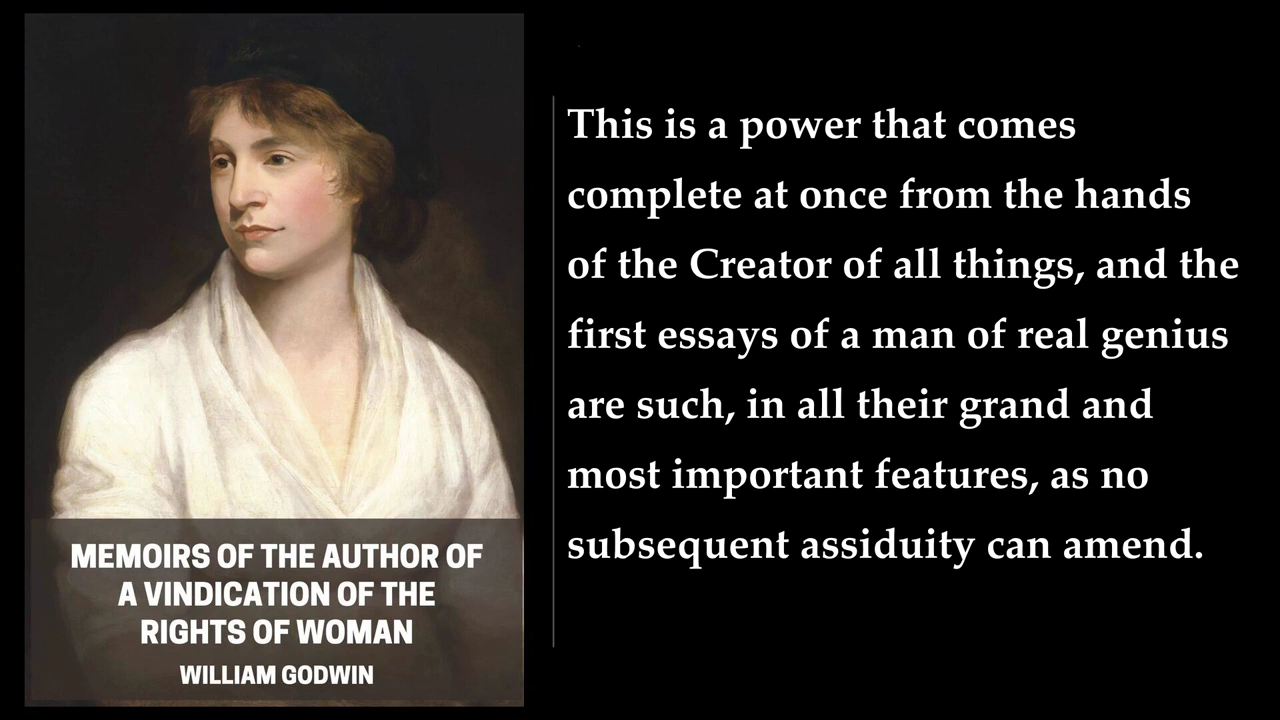 MEMOIRS OF THE AUTHOR OF
A VINDICATION OF THE
RIGHTS OF WOMAN
WILLIAM GODWIN
This is a power that comes
complete at once from the hands
of the Creator of all things, and the
first essays of a man of real genius
are such, in all their grand and
most important features, as no
subsequent assiduity can amend.